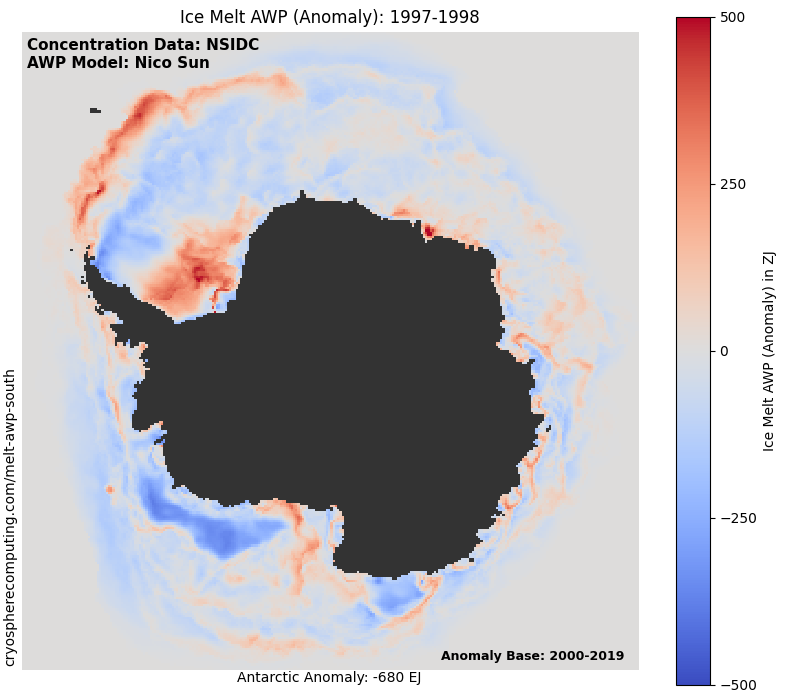 Ice Melt AWP (Anomaly): 1997-1998
Concentration Data: NSIDC
AWP Model: Nico Sun
cryospherecomputing.com/melt-awp-south
Anomaly Base: 2000-2019
Antarctic Anomaly: -680 EJ
500
250
0
−250
−500
Ice Melt AWP (Anomaly) in ZJ